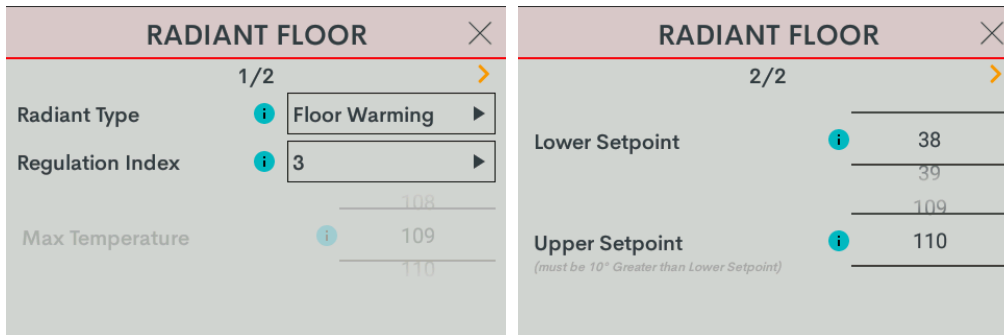 RADIANT FLOOR
1/2
Radiant Type
Floor Warming
Regulation Index
3
108
Max Temperature
109
110
RADIANT FLOOR
2/2
Lower Setpoint
38
39
109
Upper Setpoint
110
(must be 10° Greater than Lower Setpoint)